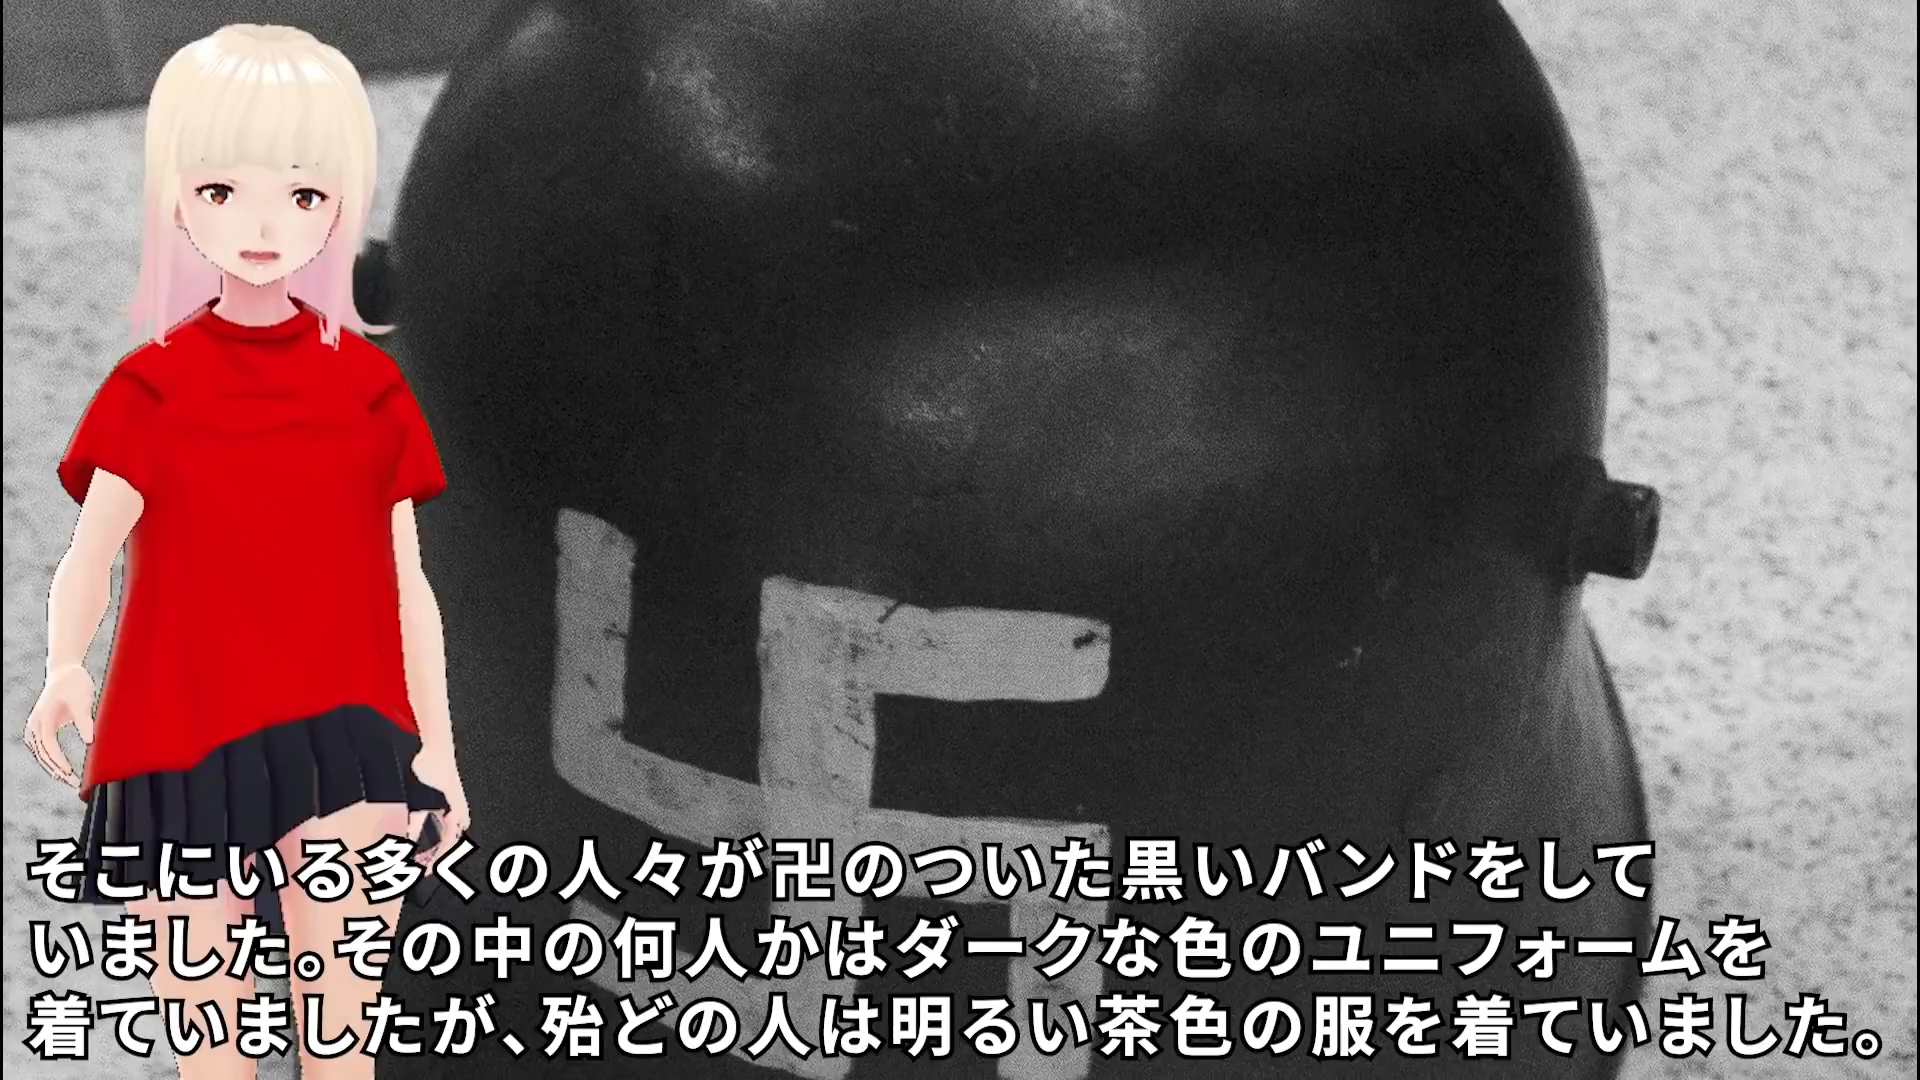 そこにいる多くの人々が卍のついた黒いバンドをして
いました。その中の何人かはダークな色のユニフォームを
着ていましたが、殆どの人は明るい茶色の服を着ていました。